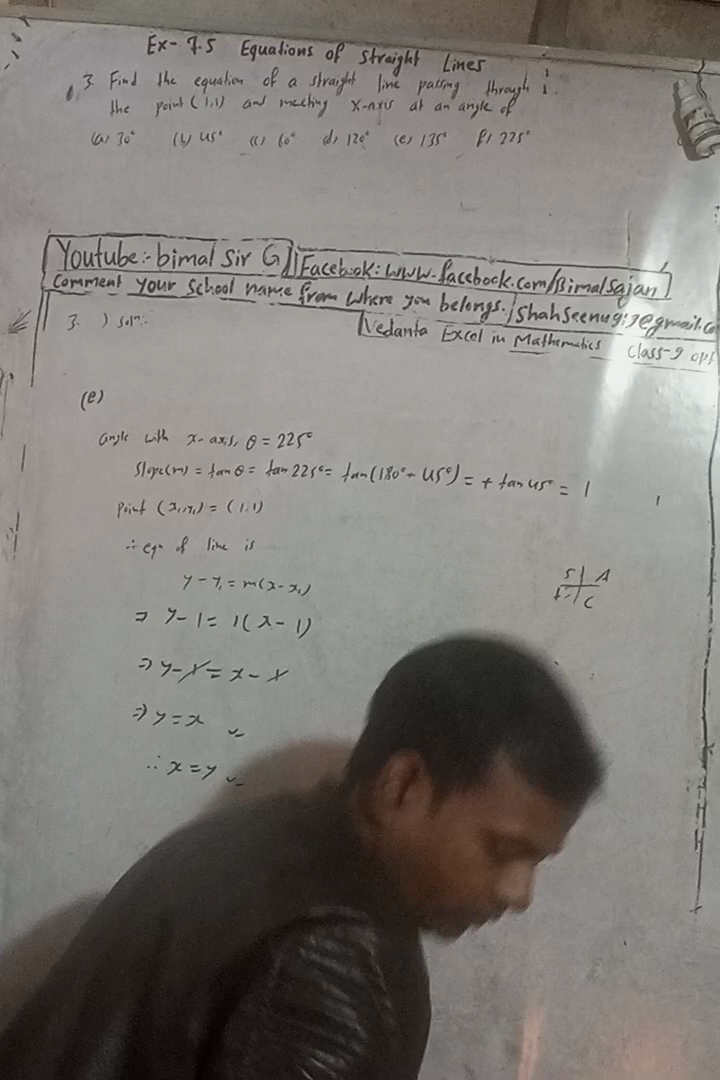 Ex- 7.5 Equations of Straight Lines
3 Find the equation of a straight line passing through
the point (1,1) and meeting X-axis at an angle of
(a) 30° (b) 45° (c) 60° d) 120° (e) 135° f) 225°
Youtube:- bimal Sir G Facebook: www.facebook.com/Bimalsajan
Comment your School name from where you belongs.
3. ) soln:
Vedanta Excel in Mathematics Class-9 opt
(e)
angle with x-axis, θ = 225°
Slope(m) = tan θ = tan 225° = tan(180° + 45°) = + tan 45° = 1
Point (x₁,y₁) = (1,1)
∴ eqn of line is
y - y₁ = m(x - x₁)
S A
C
⇒ y - 1 = 1(x - 1)
⇒ y - 1 = x - 1
⇒ y = x
∴ x = y